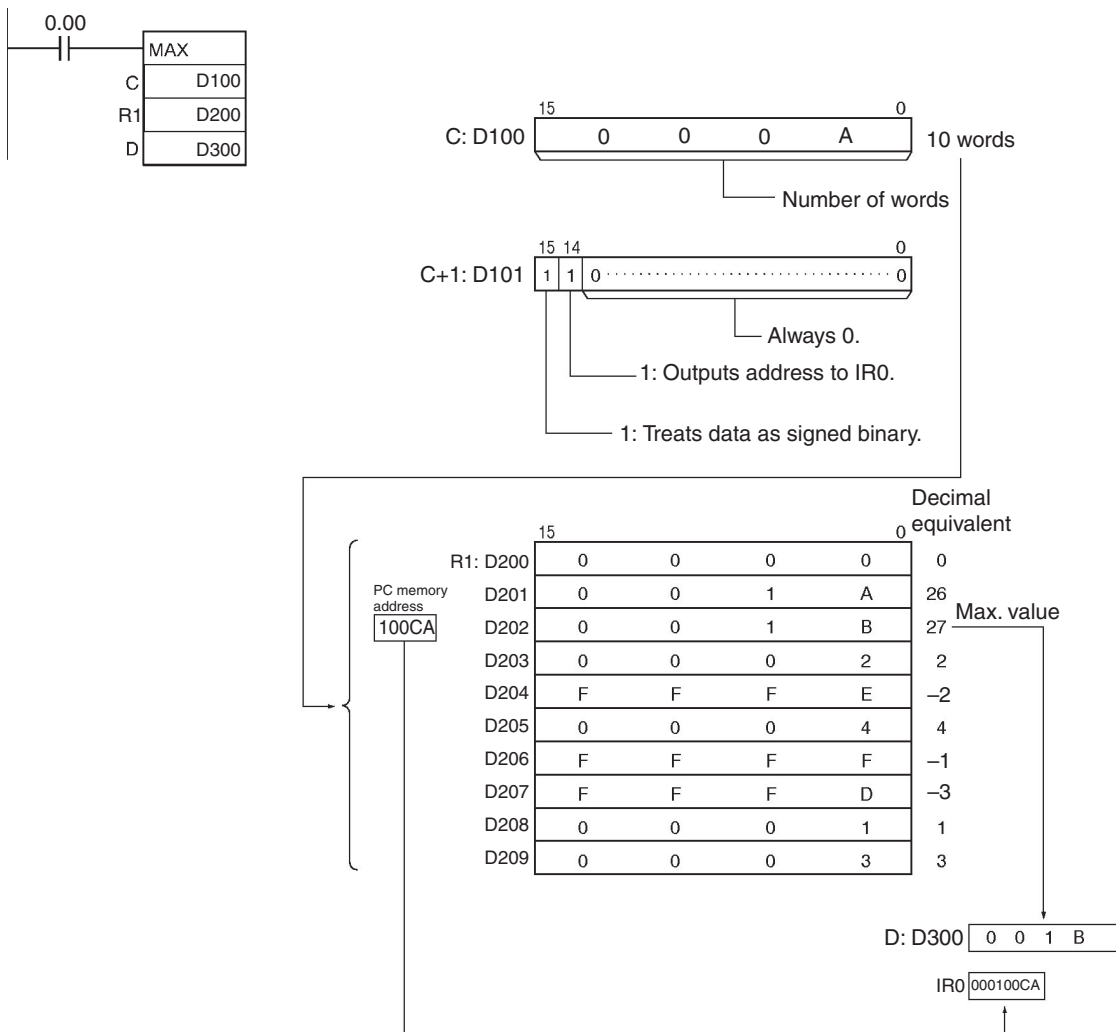 0.00
MAX
C D100
R1 D200
D D300
15 0
C: D100 0 0 0 A 10 words
Number of words
15 14 0
C+1: D101 1 1 0 0
Always 0.
1: Outputs address to IR0.
1: Treats data as signed binary.
Decimal
equivalent
15 0
R1: D200 0 0 0 0 0
PC memory
address
100CA
D201 0 0 1 A 26
Max. value
D202 0 0 1 B 27
D203 0 0 0 2 2
D204 F F F E –2
D205 0 0 0 4 4
D206 F F F F –1
D207 F F F D –3
D208 0 0 0 1 1
D209 0 0 0 3 3
D: D300 0 0 1 B
IR0 000100CA